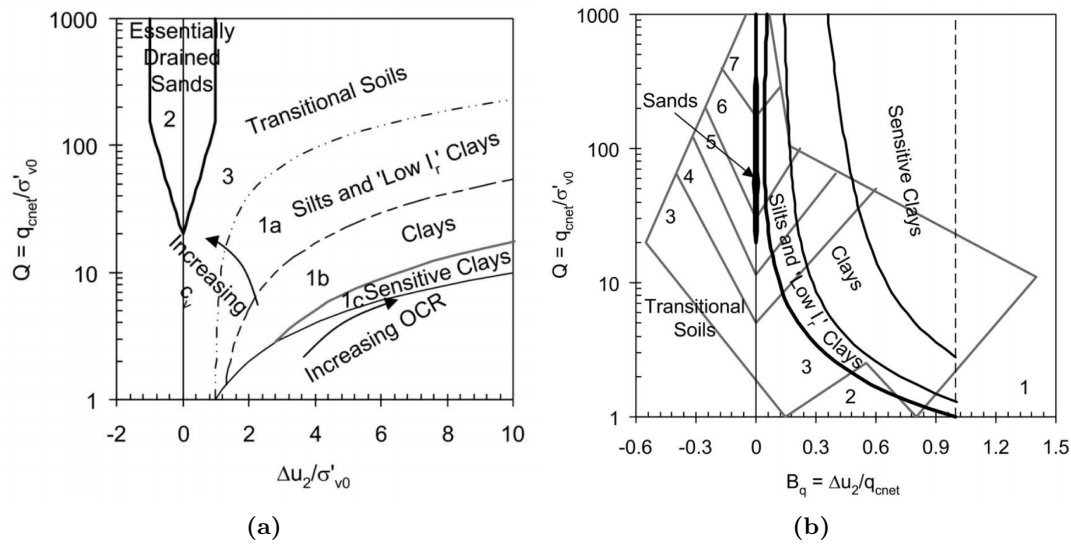 1000
100
10
1
Q = qcnet/σ'v0
Essentially
Drained
Sands
2
Transitional Soils
3
Silts and 'Low Ir' Clays
1a
Clays
1b
1c
Sensitive Clays
Increasing
cv
Increasing OCR
-2
0
2
4
6
8
10
Δu2/σ'v0
(a)
1000
100
10
1
Q = qcnet/σ'v0
7
Sands
6
5
4
3
Transitional
Soils
Silts and 'Low Ir' Clays
Clays
Sensitive Clays
3
2
1
-0.6
-0.3
0
0.3
0.6
0.9
1.2
1.5
Bq = Δu2/qcnet
(b)